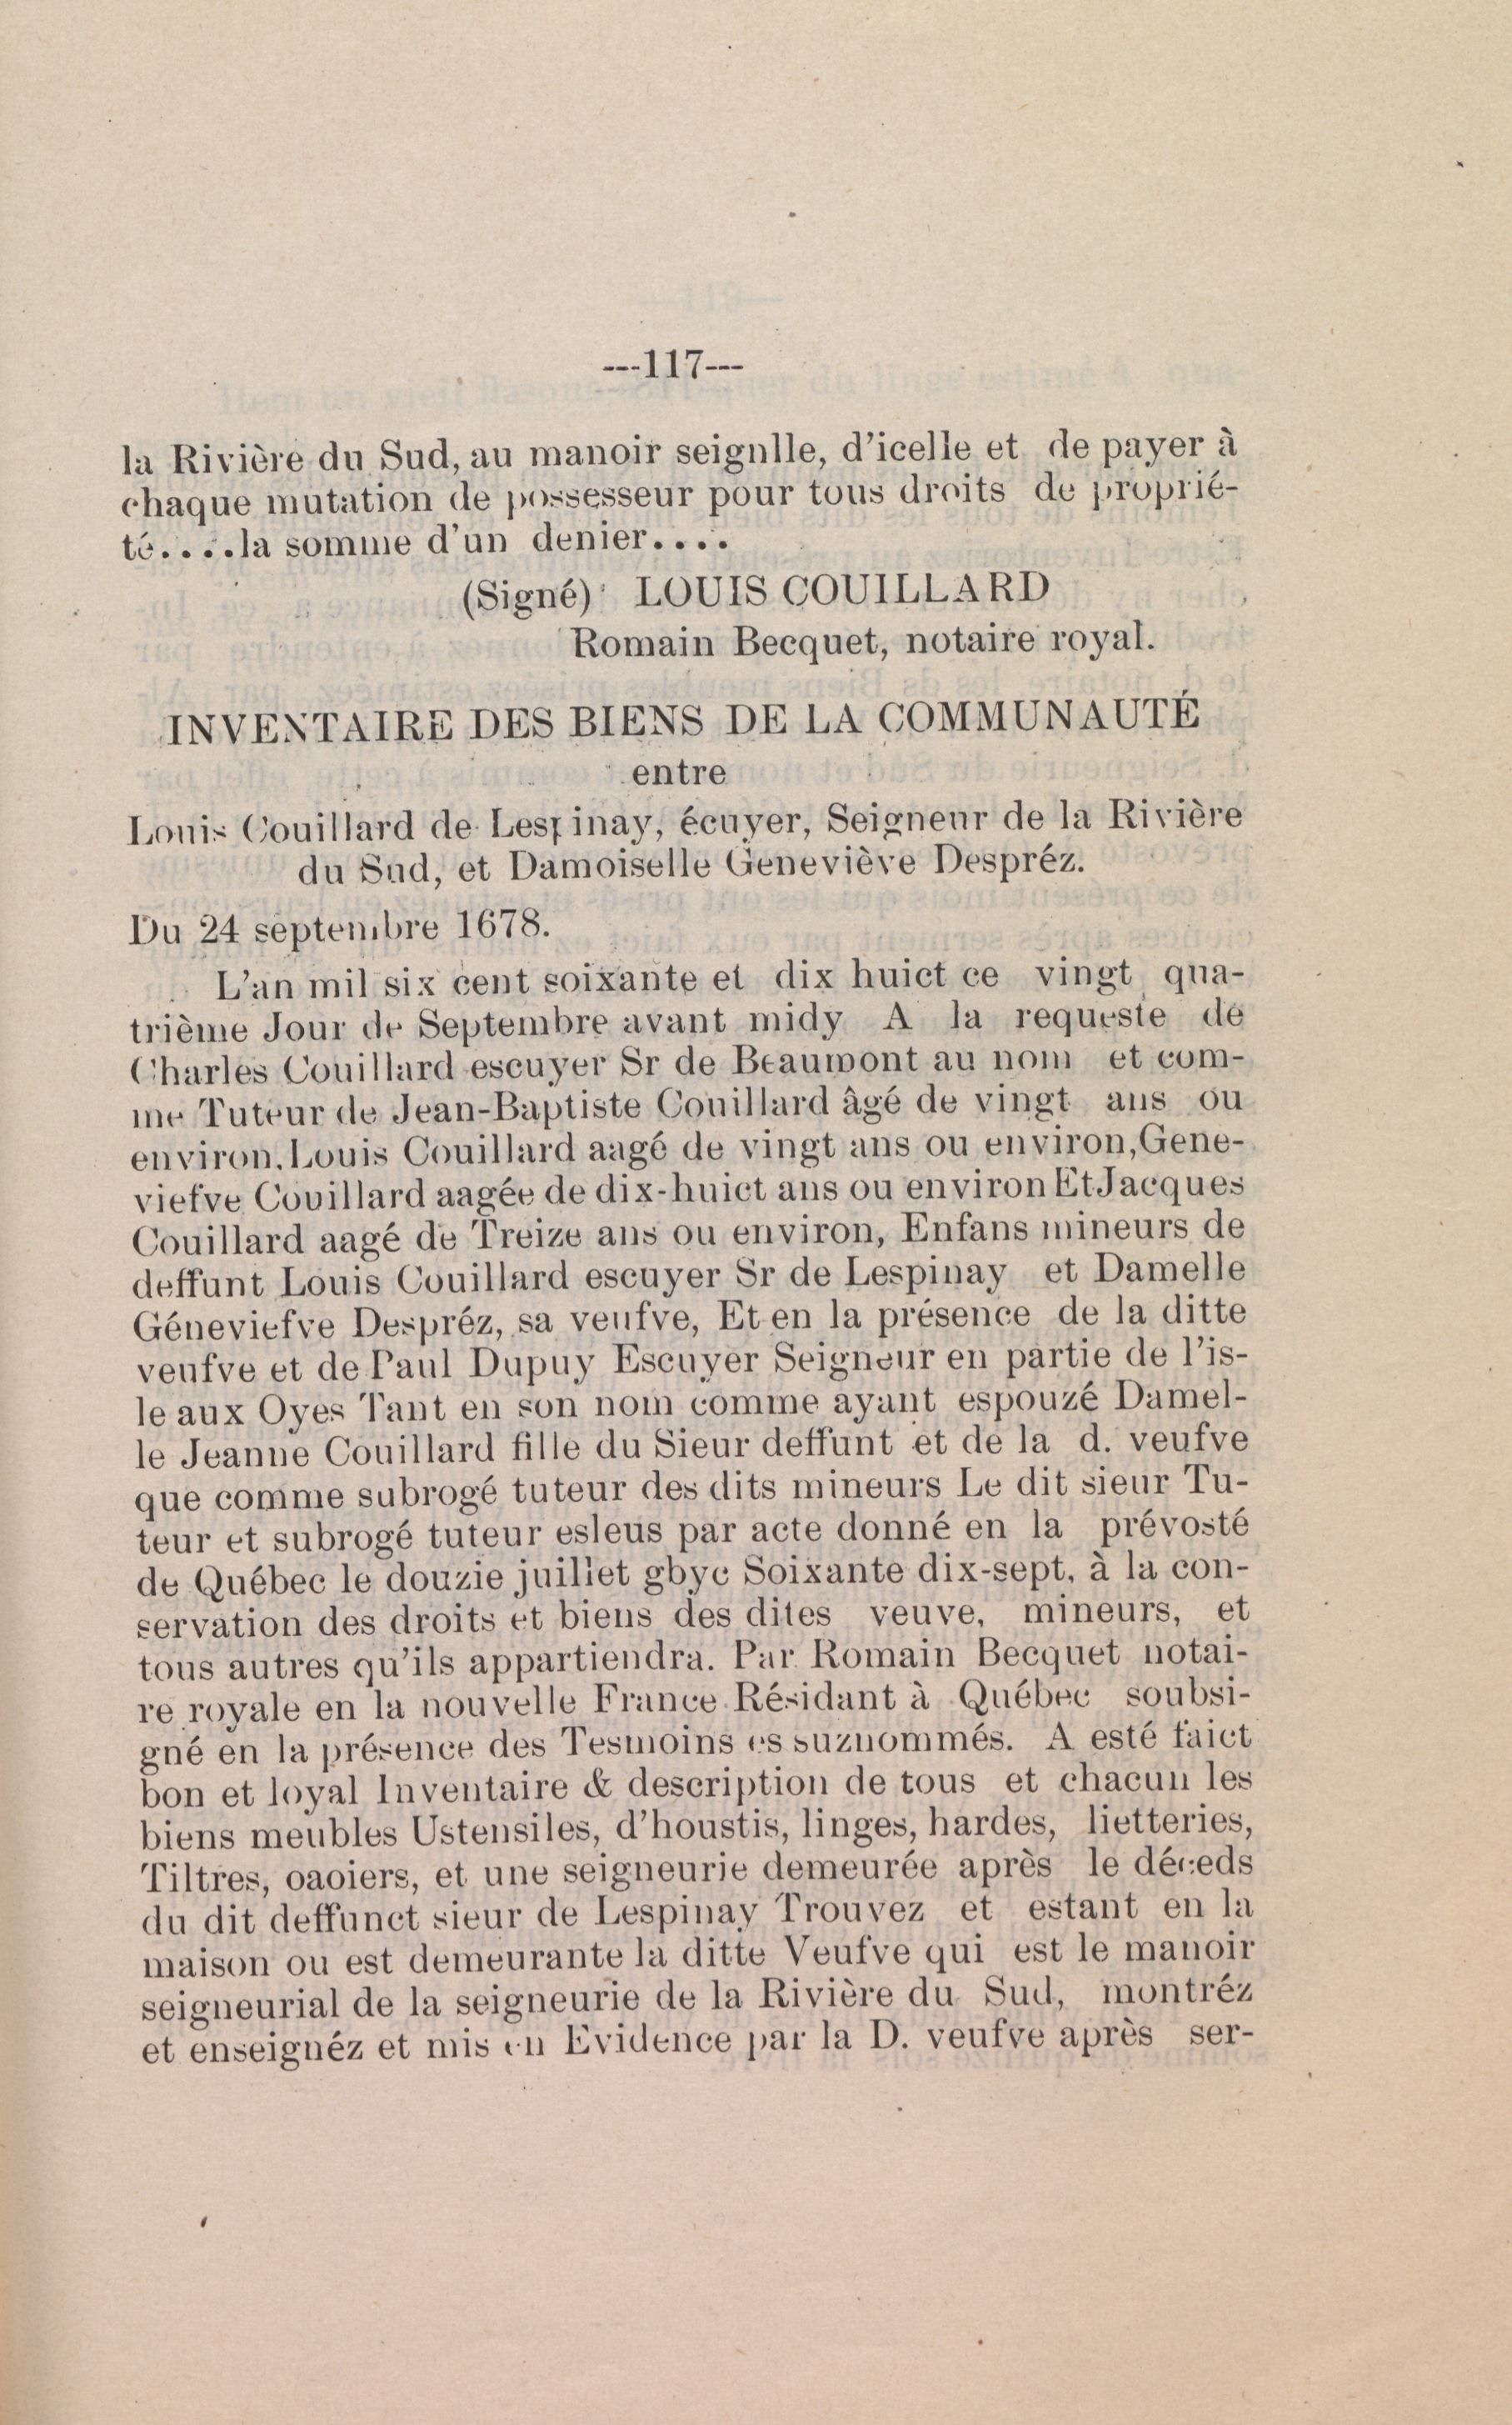 ---117---
la Rivière du Sud, au manoir seignlle, d'icelle et de payer à
chaque mutation de possesseur pour tous droits de proprié-
té....la somme d'un denier....
(Signé) LOUIS COUILLARD
Romain Becquet, notaire royal.
INVENTAIRE DES BIENS DE LA COMMUNAUTÉ
entre
Louis Couillard de Lespinay, écuyer, Seigneur de la Rivière
du Sud, et Damoiselle Geneviève Despréz.
Du 24 septembre 1678.
L'an mil six cent soixante et dix huict ce vingt qua-
trième Jour de Septembre avant midy A la requeste de
Charles Couillard escuyer Sr de Beaumont au nom et com-
me Tuteur de Jean-Baptiste Couillard âgé de vingt ans ou
environ, Louis Couillard aagé de vingt ans ou environ, Gene-
viefve Couillard aagée de dix-huict ans ou environ Et Jacques
Couillard aagé de Treize ans ou environ, Enfans mineurs de
deffunt Louis Couillard escuyer Sr de Lespinay et Damelle
Géneviefve Despréz, sa veufve, Et en la présence de la ditte
veufve et de Paul Dupuy Escuyer Seigneur en partie de l'is-
le aux Oyes Tant en son nom comme ayant espouzé Damel-
le Jeanne Couillard fille du Sieur deffunt et de la d. veufve
que comme subrogé tuteur des dits mineurs Le dit sieur Tu-
teur et subrogé tuteur esleus par acte donné en la prévosté
de Québec le douzie juillet gbyc Soixante dix-sept, à la con-
servation des droits et biens des dites veuve, mineurs, et
tous autres qu'ils appartiendra. Par Romain Becquet notai-
re royale en la nouvelle France Résidant à Québec soubsi-
gné en la présence des Tesmoins es suznommés. A esté faict
bon et loyal Inventaire & description de tous et chacun les
biens meubles Ustensiles, d'houstis, linges, hardes, lietteries,
Tiltres, oaoiers, et une seigneurie demeurée après le déceds
du dit deffunct sieur de Lespinay Trouvez et estant en la
maison ou est demeurante la ditte Veufve qui est le manoir
seigneurial de la seigneurie de la Rivière du Sud, montréz
et enseignéz et mis en Evidence par la D. veufve après ser-